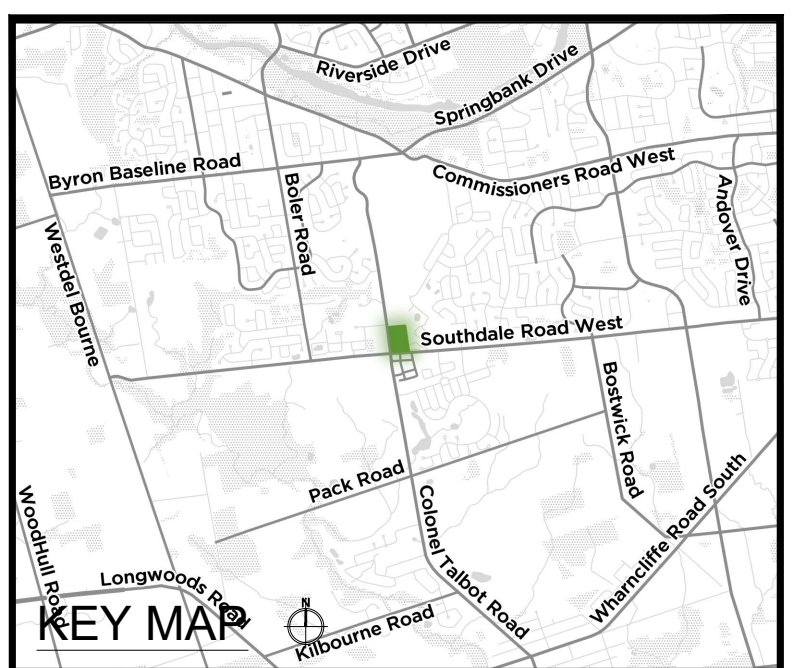 Riverside Drive
Springbank Drive
Byron Baseline Road
Commissioners Road West
Boler Road
Andover Drive
Westdel Bourne
Southdale Road West
Bostwick Road
Pack Road
Colonel Talbot Road
Wharncliffe Road South
WoodHull Road
Longwoods Road
KEY MAP
N
Kilbourne Road